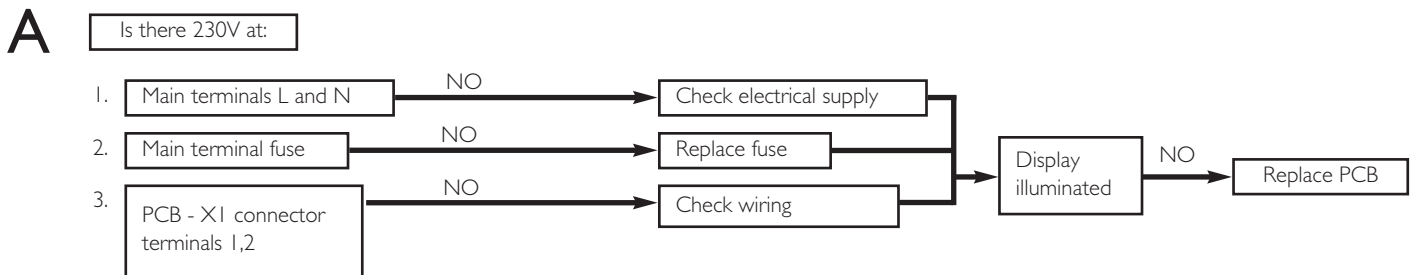 A
Is there 230V at:
1. Main terminals L and N
NO
Check electrical supply
2. Main terminal fuse
NO
Replace fuse
3. PCB - X1 connector
terminals 1,2
NO
Check wiring
Display
illuminated
NO
Replace PCB